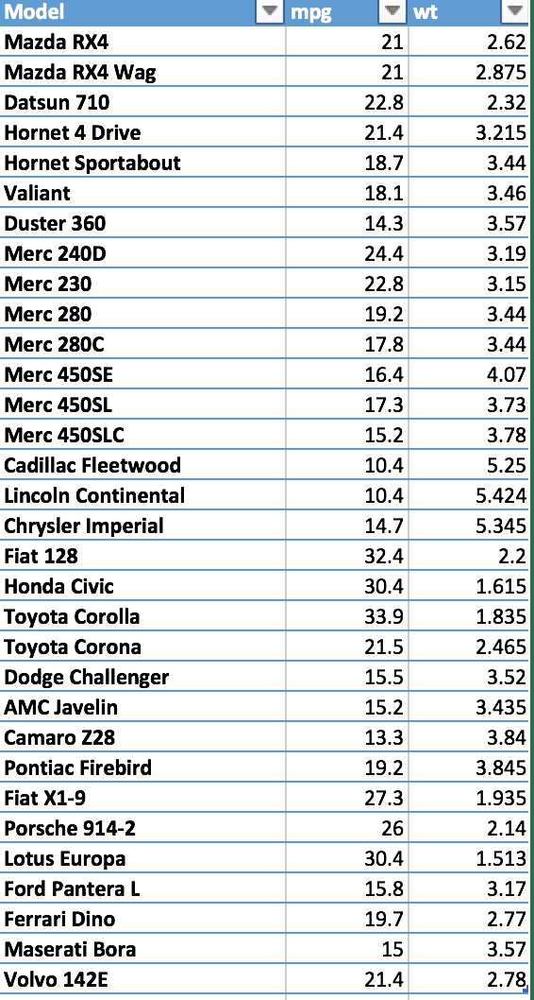 Model mpg wt
Mazda RX4 21 2.62
Mazda RX4 Wag 21 2.875
Datsun 710 22.8 2.32
Hornet 4 Drive 21.4 3.215
Hornet Sportabout 18.7 3.44
Valiant 18.1 3.46
Duster 360 14.3 3.57
Merc 240D 24.4 3.19
Merc 230 22.8 3.15
Merc 280 19.2 3.44
Merc 280C 17.8 3.44
Merc 450SE 16.4 4.07
Merc 450SL 17.3 3.73
Merc 450SLC 15.2 3.78
Cadillac Fleetwood 10.4 5.25
Lincoln Continental 10.4 5.424
Chrysler Imperial 14.7 5.345
Fiat 128 32.4 2.2
Honda Civic 30.4 1.615
Toyota Corolla 33.9 1.835
Toyota Corona 21.5 2.465
Dodge Challenger 15.5 3.52
AMC Javelin 15.2 3.435
Camaro Z28 13.3 3.84
Pontiac Firebird 19.2 3.845
Fiat X1-9 27.3 1.935
Porsche 914-2 26 2.14
Lotus Europa 30.4 1.513
Ford Pantera L 15.8 3.17
Ferrari Dino 19.7 2.77
Maserati Bora 15 3.57
Volvo 142E 21.4 2.78